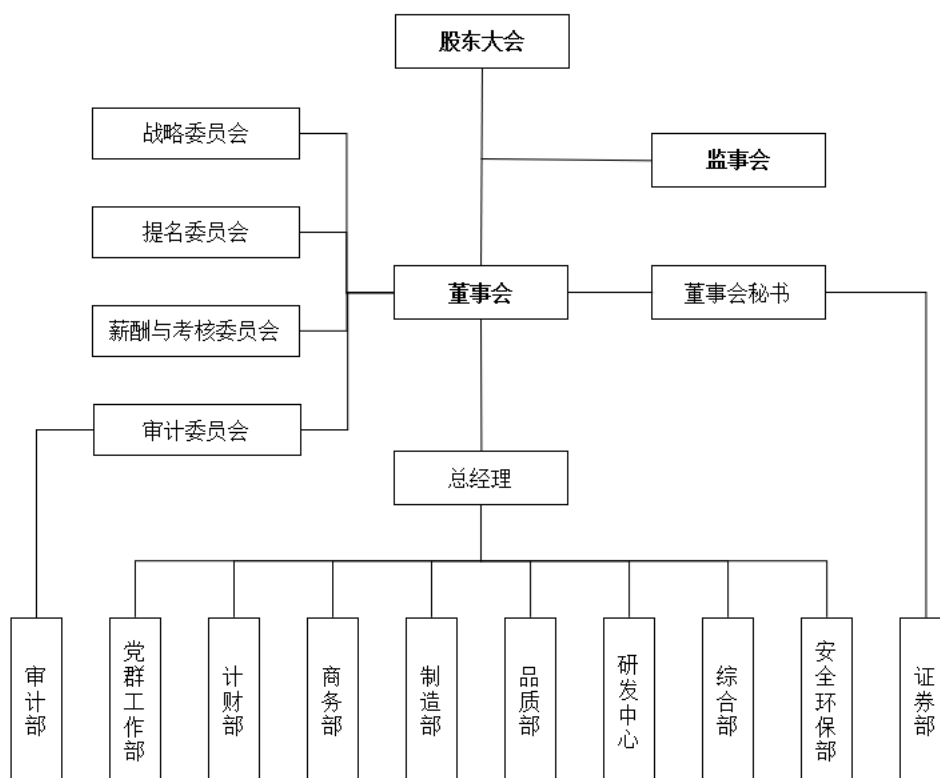 股东大会
战略委员会
监事会
提名委员会
董事会
董事会秘书
薪酬与考核委员会
审计委员会
总经理
审计部
党群工作部
计财部
商务部
制造部
品质部
研发中心
综合部
安全环保部
证券部